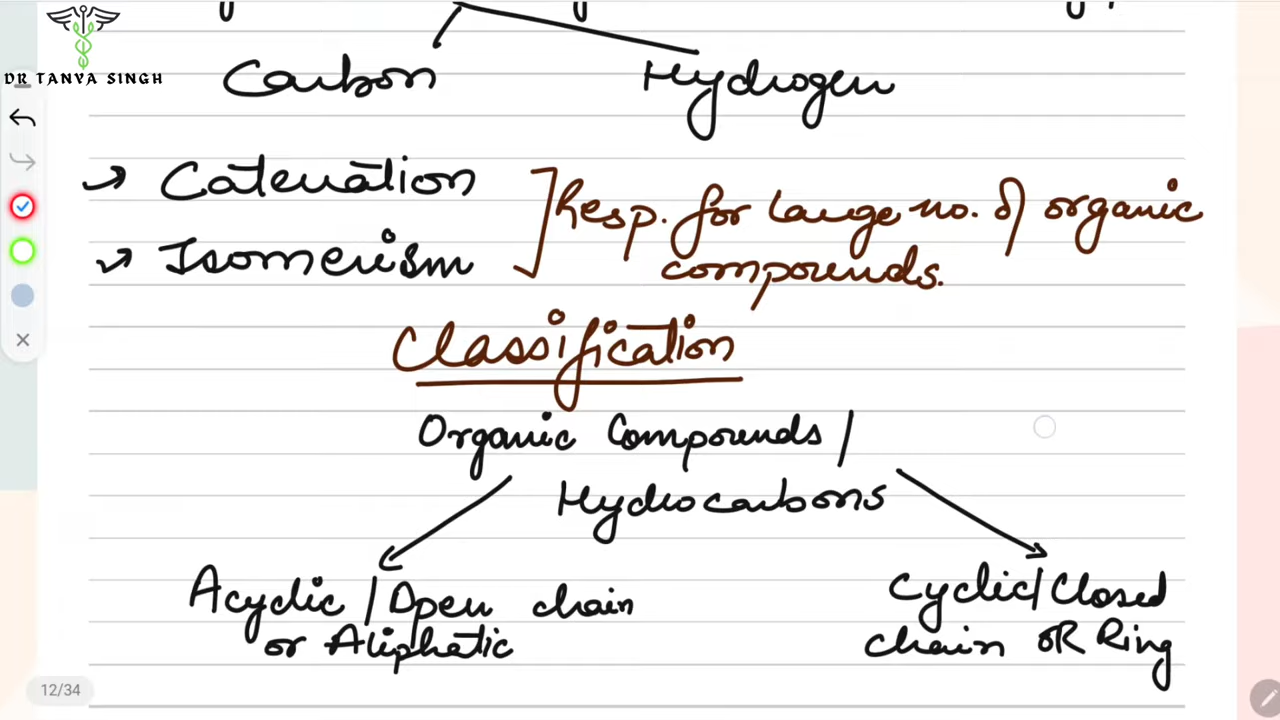 DR TANYA SINGH
Carbon Hydrogen
→ Catenation
→ Isomerism
Resp. for large no. of organic
compounds.
Classification
Organic Compounds /
Hydrocarbons
Acyclic / Open chain
or Aliphatic
Cyclic/Closed
chain OR Ring
12/34